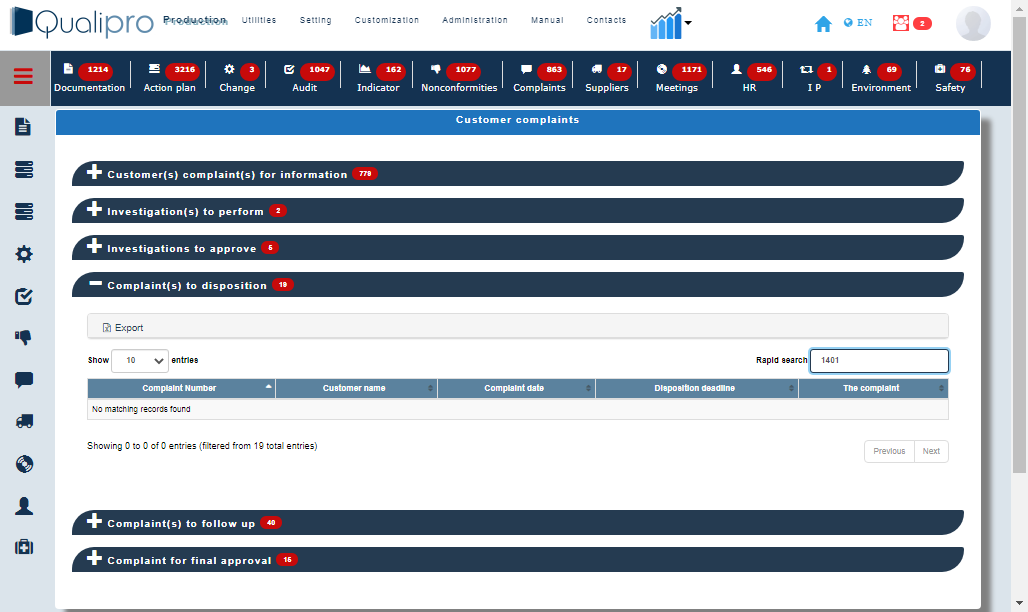 Qualipro
Production Utilities Setting Customization Administration Manual Contacts
EN 2
1214 3216 3 1047 162 1077 863 17 1171 546 1 69 76
Documentation Action plan Change Audit Indicator Nonconformities Complaints Suppliers Meetings HR I P Environment Safety
Customer complaints
Customer(s) complaint(s) for information 778
Investigation(s) to perform 2
Investigations to approve 5
Complaint(s) to disposition 19
Export
Show 10 entries Rapid search 1401
Complaint Number Customer name Complaint date Disposition deadline The complaint
No matching records found
Showing 0 to 0 of 0 entries (filtered from 19 total entries)
Previous Next
Complaint(s) to follow up 40
Complaint for final approval 15